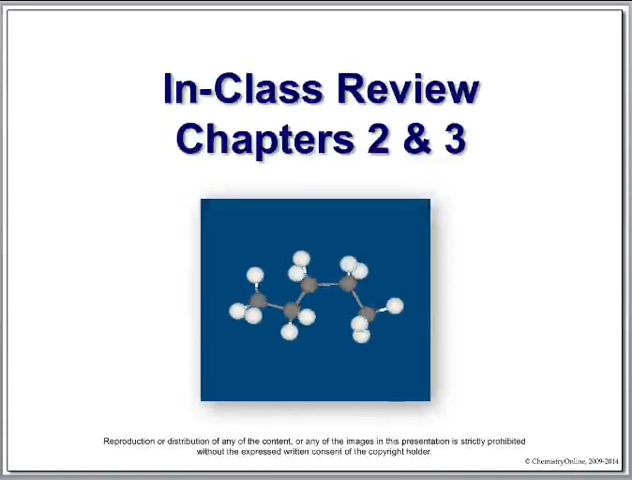 In-Class Review
Chapters 2 & 3
Reproduction or distribution of any of the content, or any of the images in this presentation is strictly prohibited
without the expressed written consent of the copyright holder.
© ChemistryOnline, 2009-2014